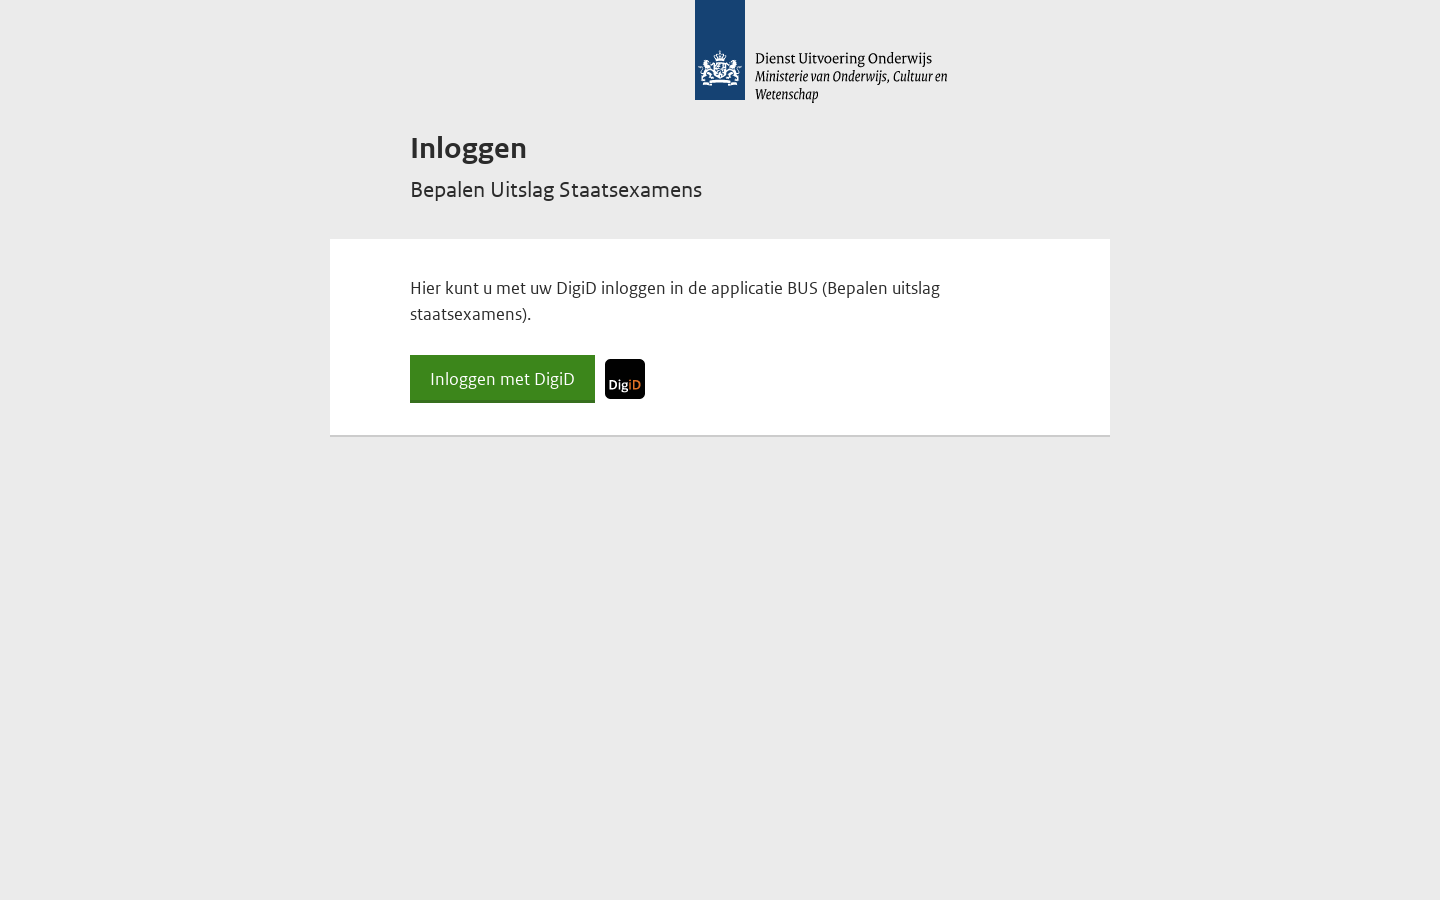 Dienst Uitvoering Onderwijs
Ministerie van Onderwijs, Cultuur en
Wetenschap
Inloggen
Bepalen Uitslag Staatsexamens
Hier kunt u met uw DigiD inloggen in de applicatie BUS (Bepalen uitslag
staatsexamens).
Inloggen met DigiD
DigiD